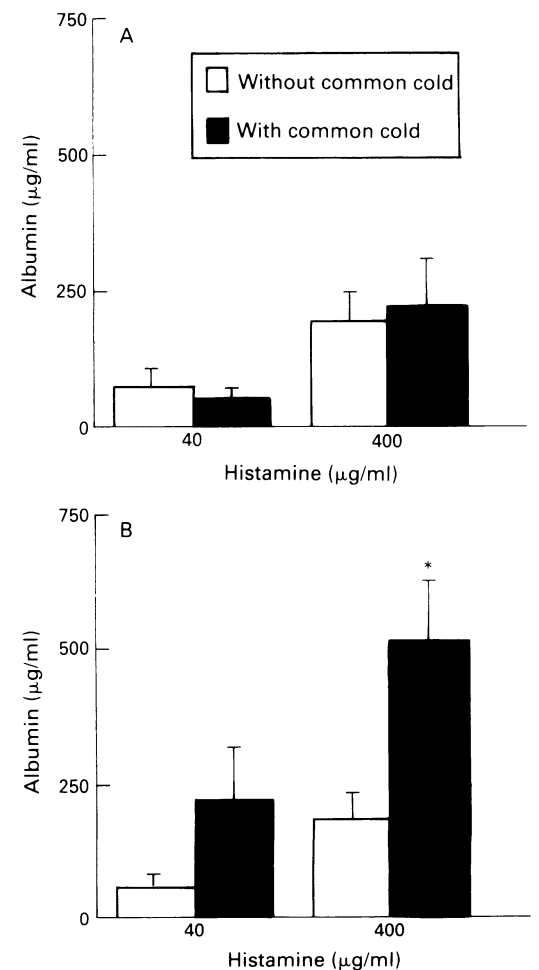 750
A
Without common cold
With common cold
500
Albumin (μg/ml)
250
0
40
400
Histamine (μg/ml)
750
B
*
500
Albumin (μg/ml)
250
0
40
400
Histamine (μg/ml)